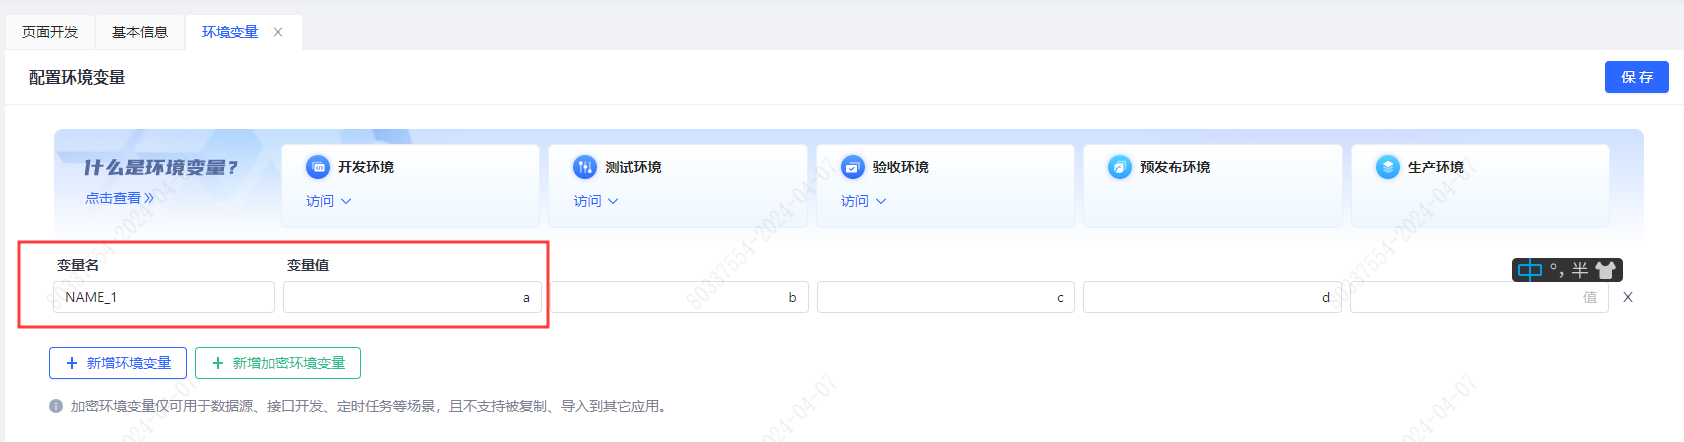 页面开发 基本信息 环境变量
配置环境变量 保 存
什么是环境变量? 开发环境 测试环境 验收环境 预发布环境 生产环境
点击查看 访问 访问 访问
变量名 变量值
中 °, 半
NAME_1 a b c d 值 X
+ 新增环境变量 + 新增加密环境变量
加密环境变量仅可用于数据源、接口开发、定时任务等场景，且不支持被复制、导入到其它应用。
80337554-2024-04-07